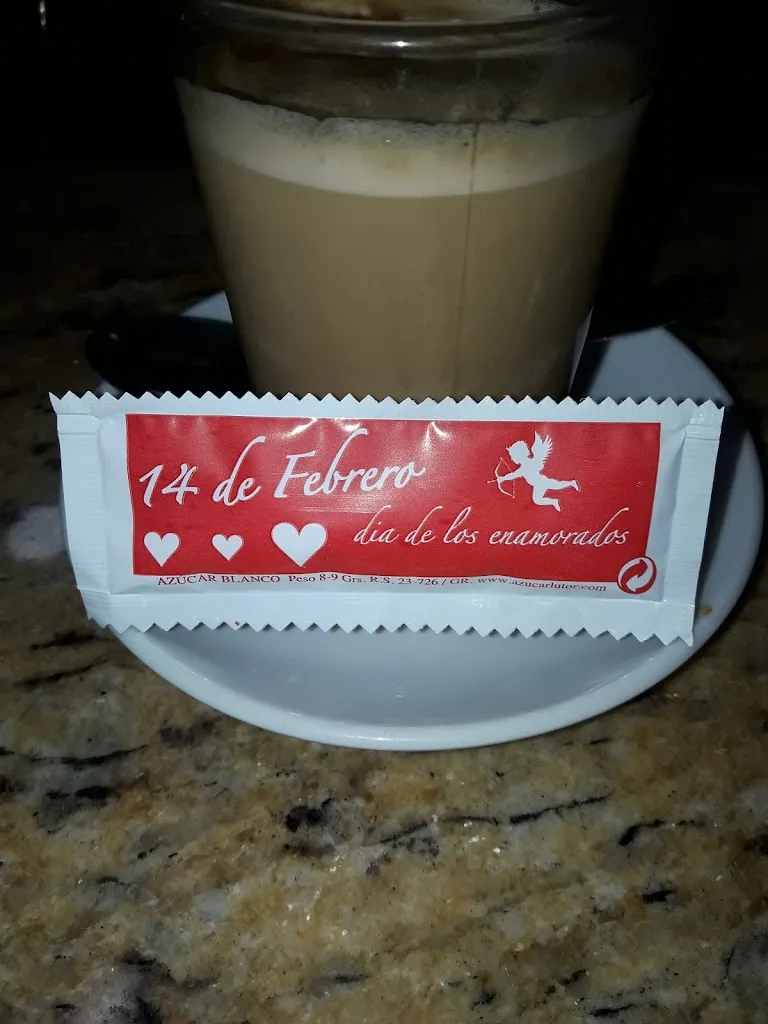 14 de Febrero
dia de los enamorados
AZUCAR BLANCO Peso 8-9 Grs. R.S. 23-726 / GR. www.azucarlutor.com